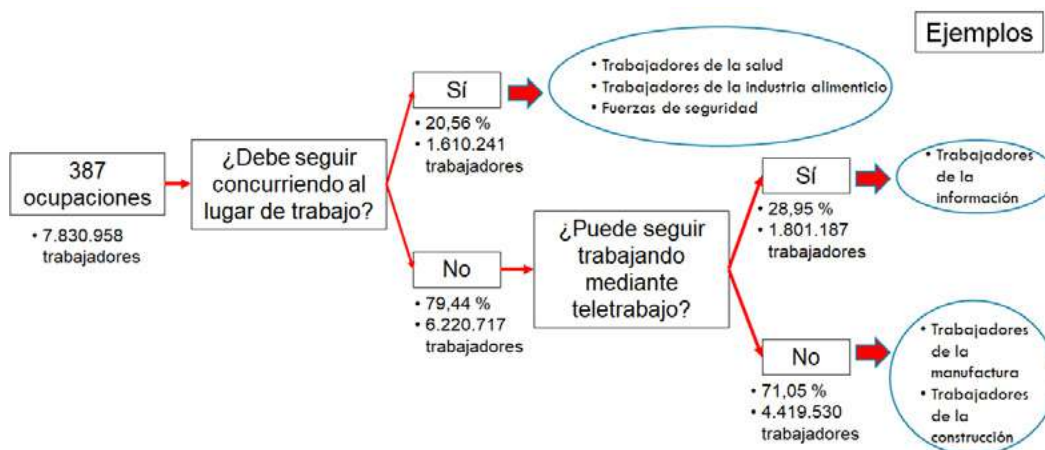 Ejemplos
387
ocupaciones
• 7.830.958
trabajadores
¿Debe seguir
concurriendo al
lugar de trabajo?
Sí
• 20,56 %
• 1.610.241
trabajadores
• Trabajadores de la salud
• Trabajadores de la industria alimenticio
• Fuerzas de seguridad
No
• 79,44 %
• 6.220.717
trabajadores
¿Puede seguir
trabajando
mediante
teletrabajo?
Sí
• 28,95 %
• 1.801.187
trabajadores
• Trabajadores
de la
información
No
• 71,05 %
• 4.419.530
trabajadores
• Trabajadores
de la
manufactura
• Trabajadores
de la
construcción